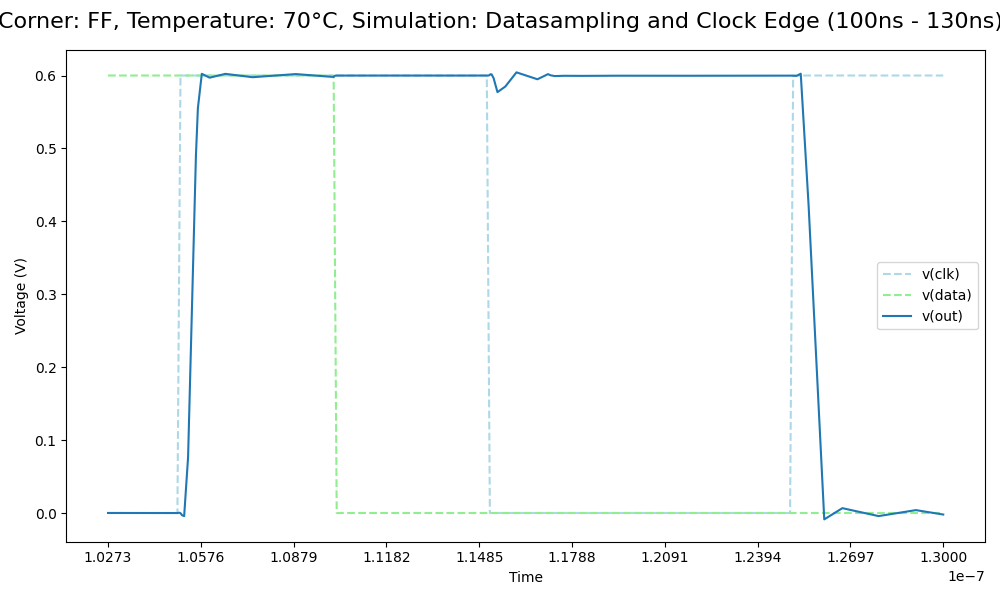 Corner: FF, Temperature: 70°C, Simulation: Datasampling and Clock Edge (100ns - 130ns)
0.6
0.5
0.4
0.3
0.2
0.1
0.0
Voltage (V)
v(clk)
v(data)
v(out)
1.0273 1.0576 1.0879 1.1182 1.1485 1.1788 1.2091 1.2394 1.2697 1.3000
1e−7
Time